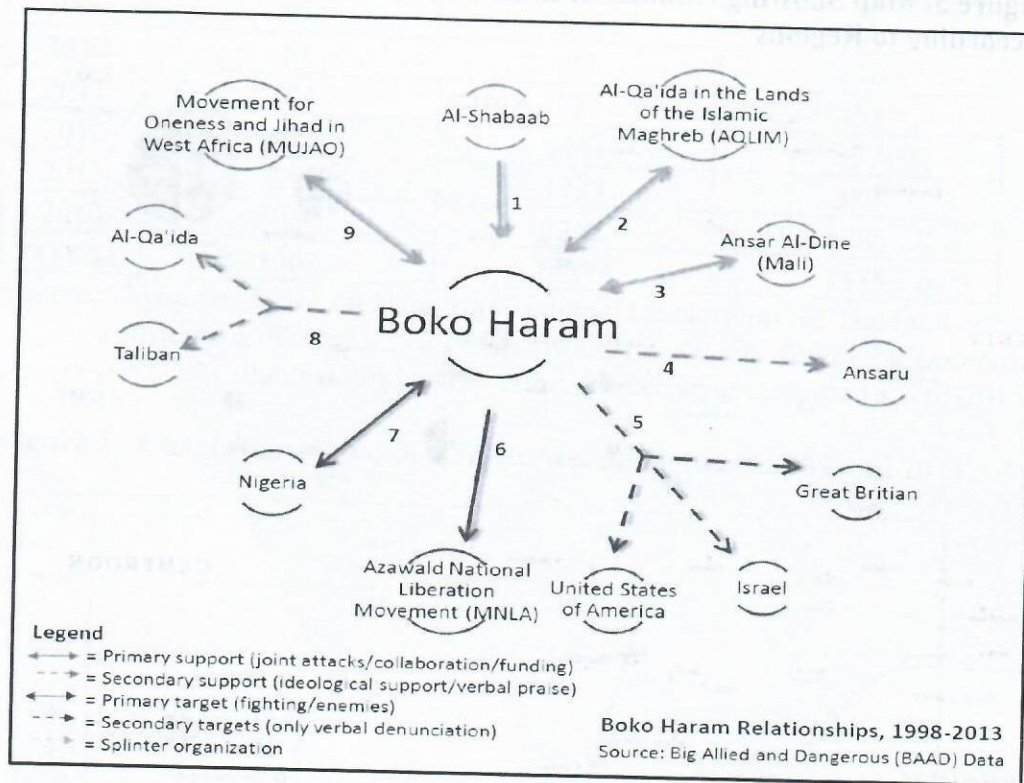 Movement for
Oneness and Jihad in
West Africa (MUJAO)
Al-Shabaab
Al-Qa'ida in the Lands
of the Islamic
Maghreb (AQLIM)
Al-Qa'ida
9
1
2
Ansar Al-Dine
(Mali)
3
Boko Haram
Taliban
8
4
Ansaru
7
6
5
Nigeria
Great Britian
Azawald National
Liberation
Movement (MNLA)
United States
of America
Israel
Legend
= Primary support (joint attacks/collaboration/funding)
= Secondary support (ideological support/verbal praise)
= Primary target (fighting/enemies)
= Secondary targets (only verbal denunciation)
= Splinter organization
Boko Haram Relationships, 1998-2013
Source: Big Allied and Dangerous (BAAD) Data